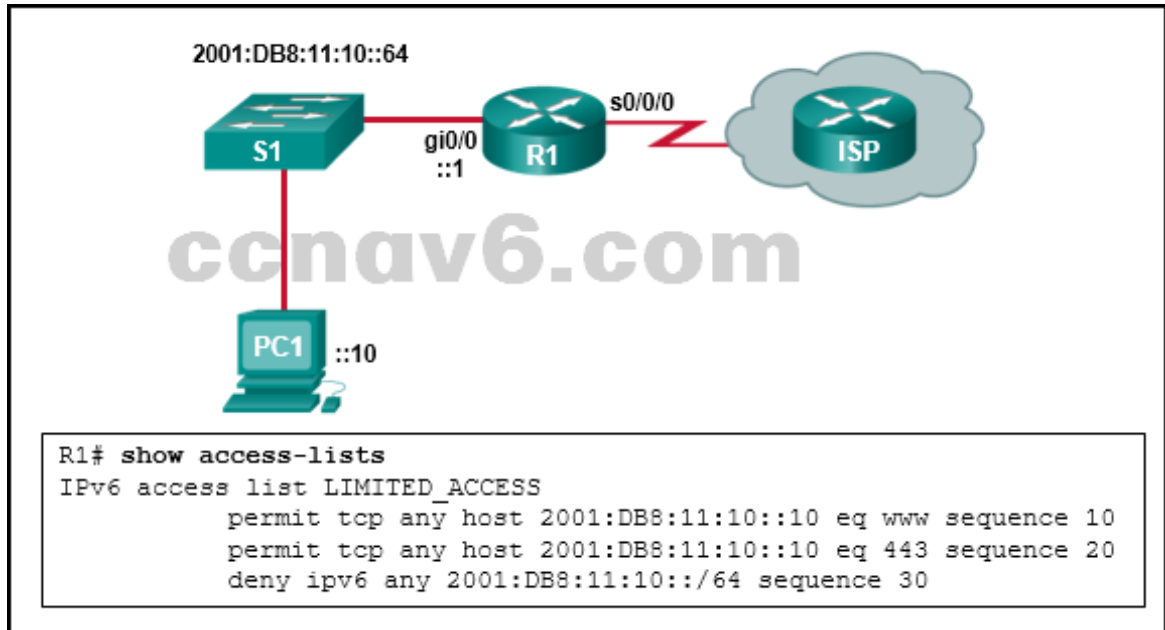 2001:DB8:11:10::64
S1
gi0/0
::1
R1
s0/0/0
ISP
ccnav6.com
PC1
::10
R1# show access-lists
IPv6 access list LIMITED_ACCESS
permit tcp any host 2001:DB8:11:10::10 eq www sequence 10
permit tcp any host 2001:DB8:11:10::10 eq 443 sequence 20
deny ipv6 any 2001:DB8:11:10::/64 sequence 30